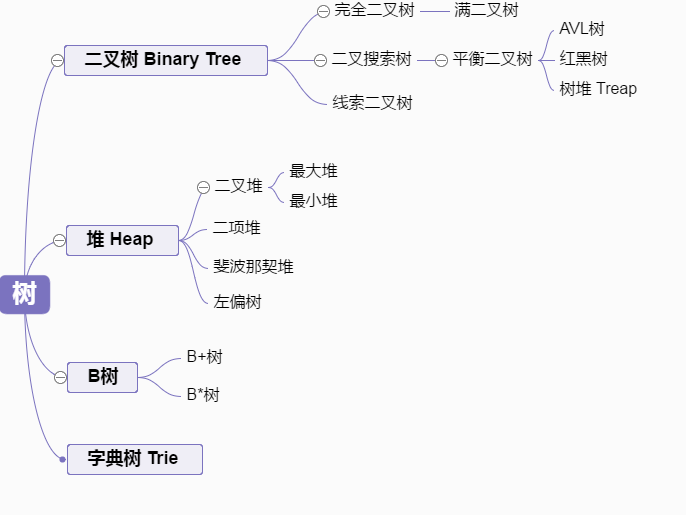 树
二叉树 Binary Tree
完全二叉树
满二叉树
二叉搜索树
平衡二叉树
AVL树
红黑树
树堆 Treap
线索二叉树
堆 Heap
二叉堆
最大堆
最小堆
二项堆
斐波那契堆
左偏树
B树
B+树
B*树
字典树 Trie